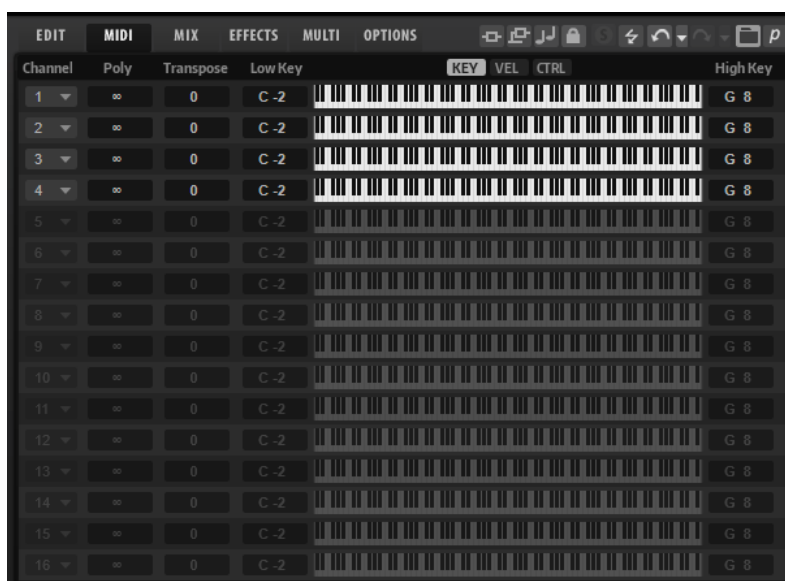 EDIT MIDI MIX EFFECTS MULTI OPTIONS S p
Channel Poly Transpose Low Key KEY VEL CTRL High Key
1 ∞ 0 C -2 G 8
2 ∞ 0 C -2 G 8
3 ∞ 0 C -2 G 8
4 ∞ 0 C -2 G 8
5 ∞ 0 C -2 G 8
6 ∞ 0 C -2 G 8
7 ∞ 0 C -2 G 8
8 ∞ 0 C -2 G 8
9 ∞ 0 C -2 G 8
10 ∞ 0 C -2 G 8
11 ∞ 0 C -2 G 8
12 ∞ 0 C -2 G 8
13 ∞ 0 C -2 G 8
14 ∞ 0 C -2 G 8
15 ∞ 0 C -2 G 8
16 ∞ 0 C -2 G 8